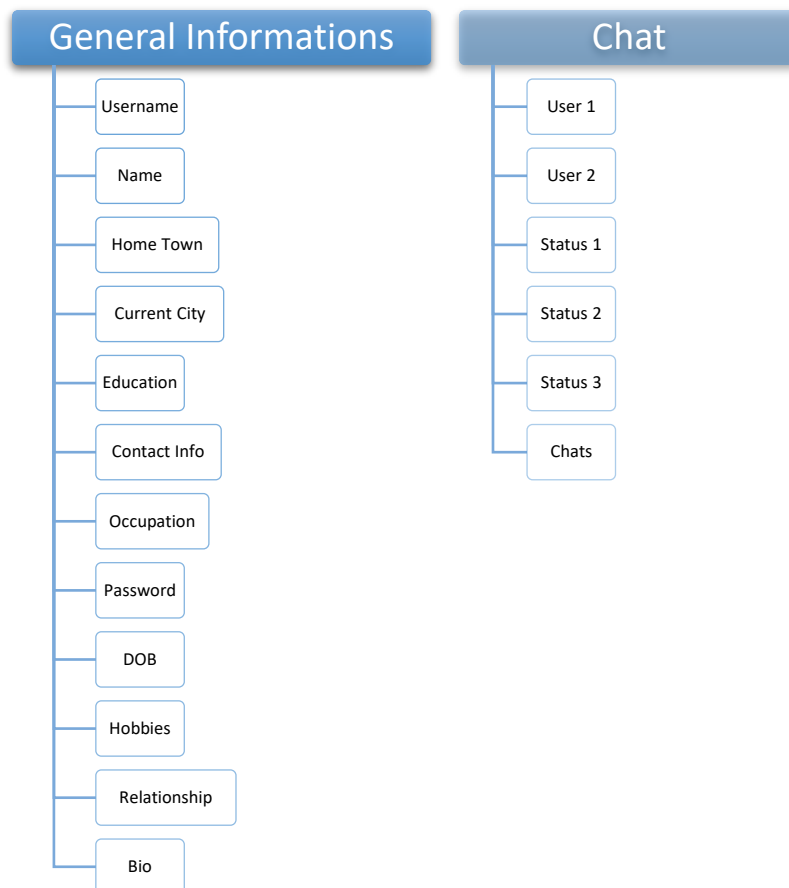 General Informations
Username
Name
Home Town
Current City
Education
Contact Info
Occupation
Password
DOB
Hobbies
Relationship
Bio
Chat
User 1
User 2
Status 1
Status 2
Status 3
Chats